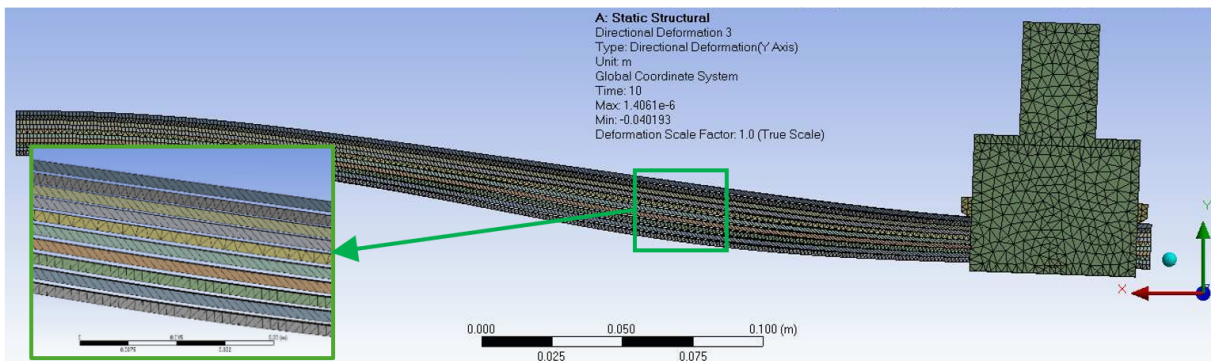 A: Static Structural
Directional Deformation 3
Type: Directional Deformation(Y Axis)
Unit: m
Global Coordinate System
Time: 10
Max: 1.4061e-6
Min: -0.040193
Deformation Scale Factor: 1.0 (True Scale)
Y
X
0.000 0.050 0.100 (m)
0.025 0.075